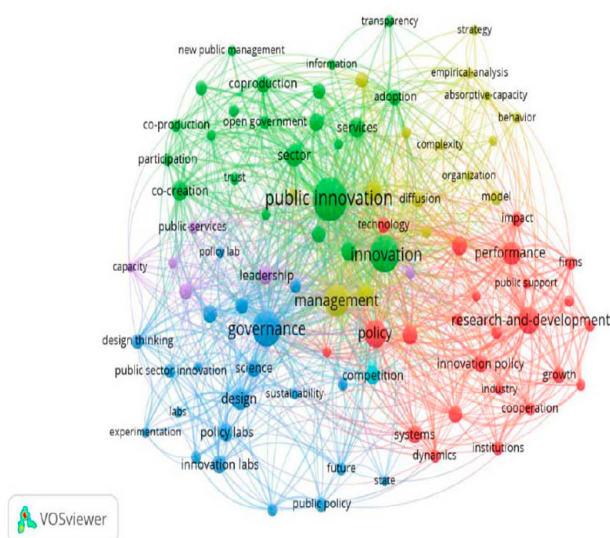 transparency
strategy
new public management
information
empirical-analysis
coproduction
adoption
absorptive-capacity
behavior
co-production
open government
services
complexity
participation
sector
organization
trust
co-creation
public innovation
diffusion
model
public-services
technology
impact
policy lab
innovation
performance
capacity
leadership
firms
public support
management
governance
policy
research-and-development
design thinking
science
competition
innovation policy
public sector innovation
growth
sustainability
industry
design
labs
cooperation
experimentation
policy labs
systems
institutions
innovation labs
future
dynamics
state
public policy
VOSviewer